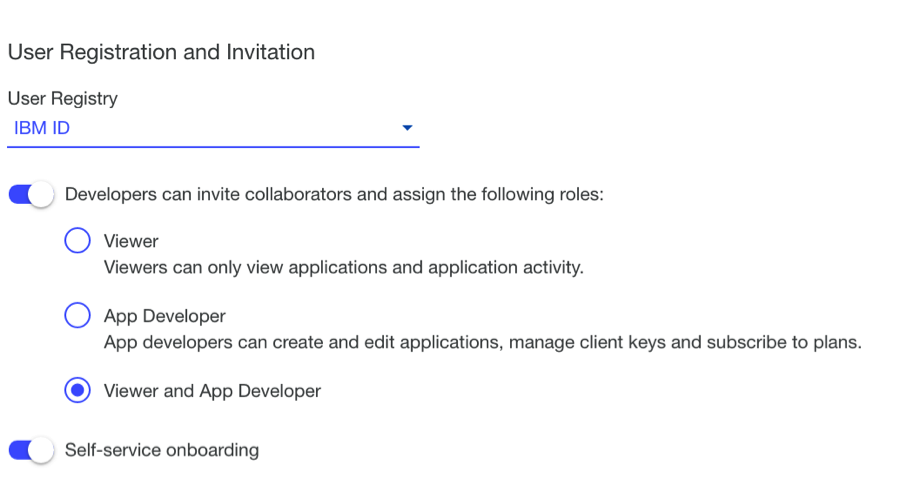 User Registration and Invitation
User Registry
IBM ID
Developers can invite collaborators and assign the following roles:
Viewer
Viewers can only view applications and application activity.
App Developer
App developers can create and edit applications, manage client keys and subscribe to plans.
Viewer and App Developer
Self-service onboarding